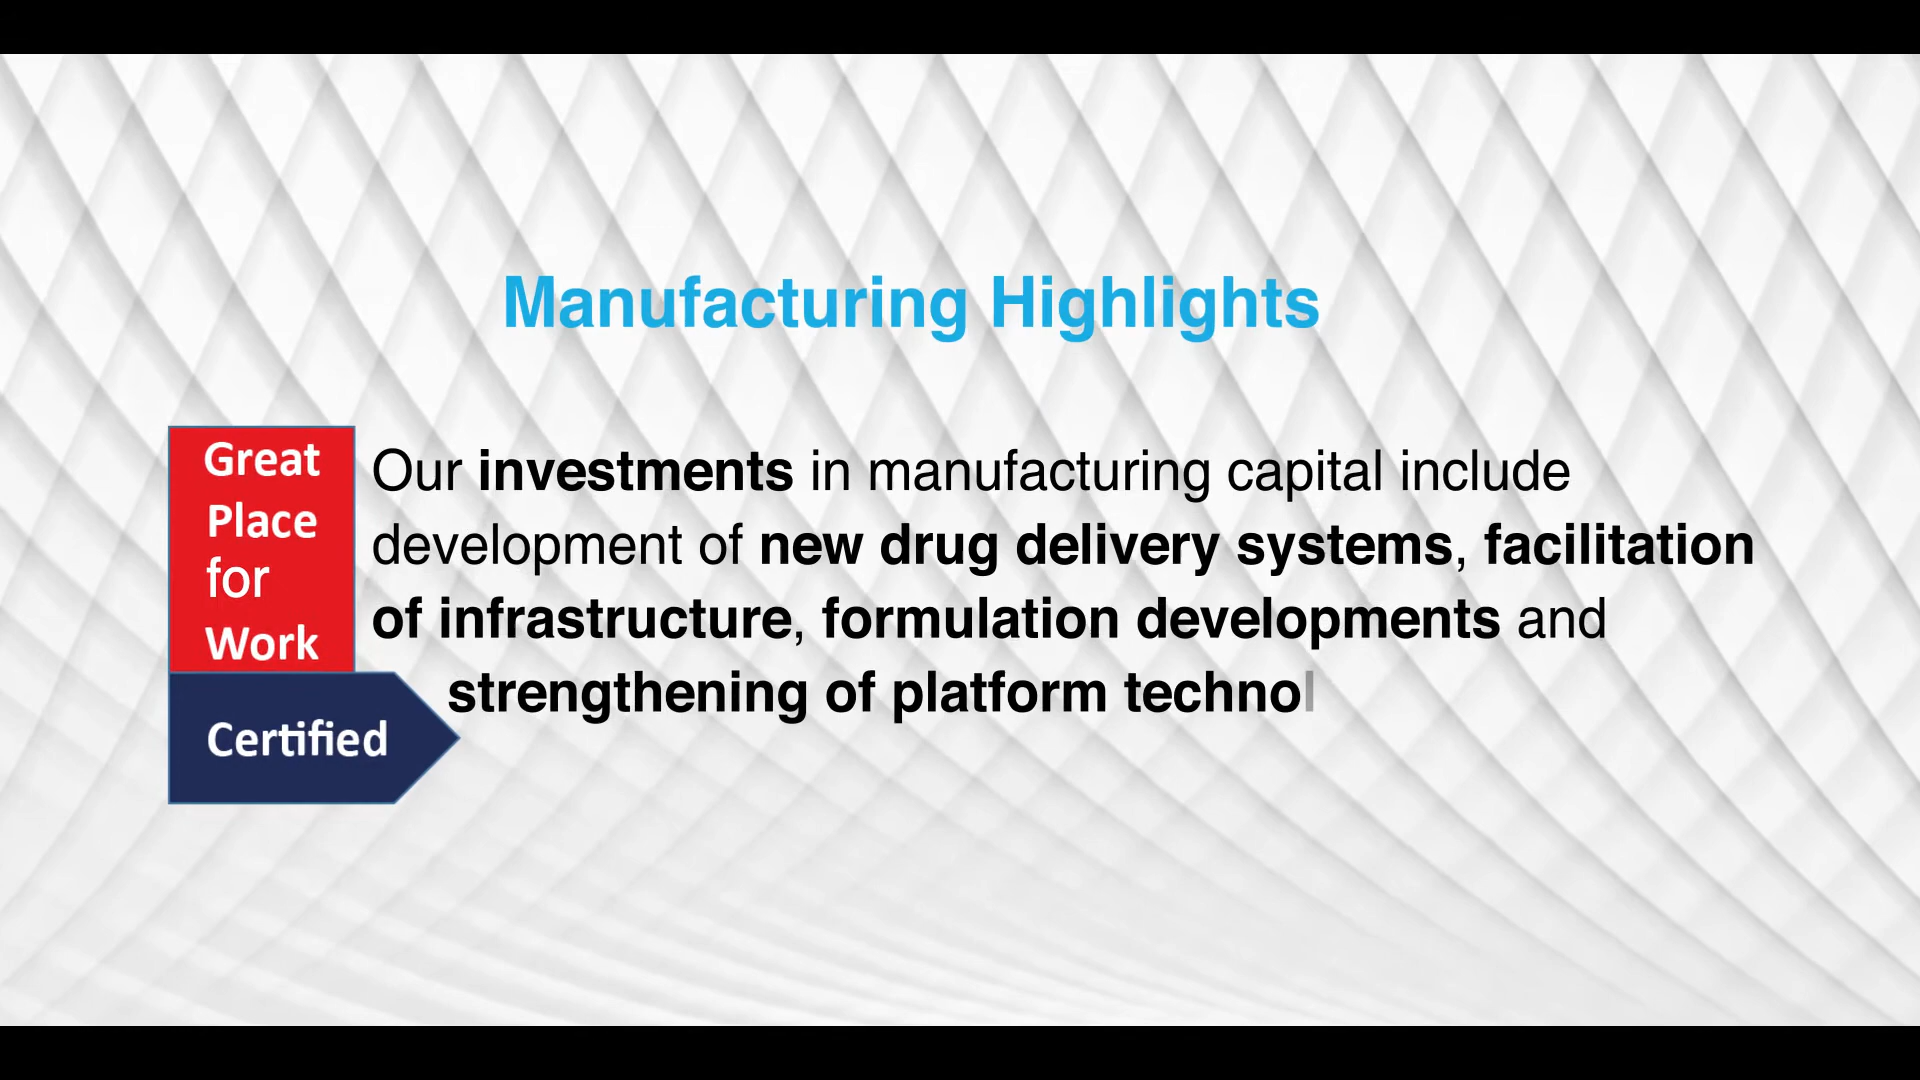 Manufacturing Highlights
Great
Place
for
Work
Certified
Our investments in manufacturing capital include
development of new drug delivery systems, facilitation
of infrastructure, formulation developments and
strengthening of platform technol